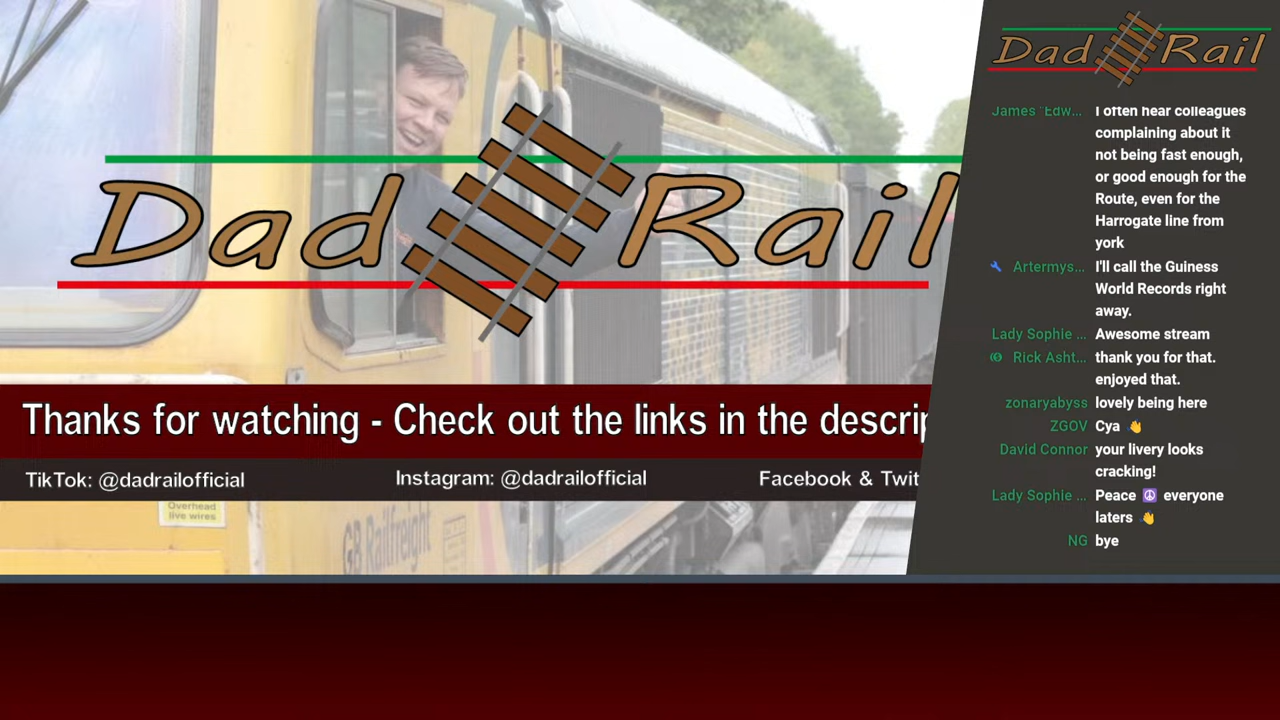 Dad Rail
Thanks for watching - Check out the links in the descrip
TikTok: @dadrailofficial
Instagram: @dadrailofficial
Facebook & Twit
Overhead
live wires
GB Railfreight
Dad Rail
James 'Edw... I often hear colleagues
complaining about it
not being fast enough,
or good enough for the
Route, even for the
Harrogate line from
york
Artermys... I'll call the Guiness
World Records right
away.
Lady Sophie ... Awesome stream
Rick Asht... thank you for that.
enjoyed that.
zonaryabyss lovely being here
ZGOV Cya 👋
David Connor your livery looks
cracking!
Lady Sophie ... Peace ☮ everyone
laters 👋
NG bye